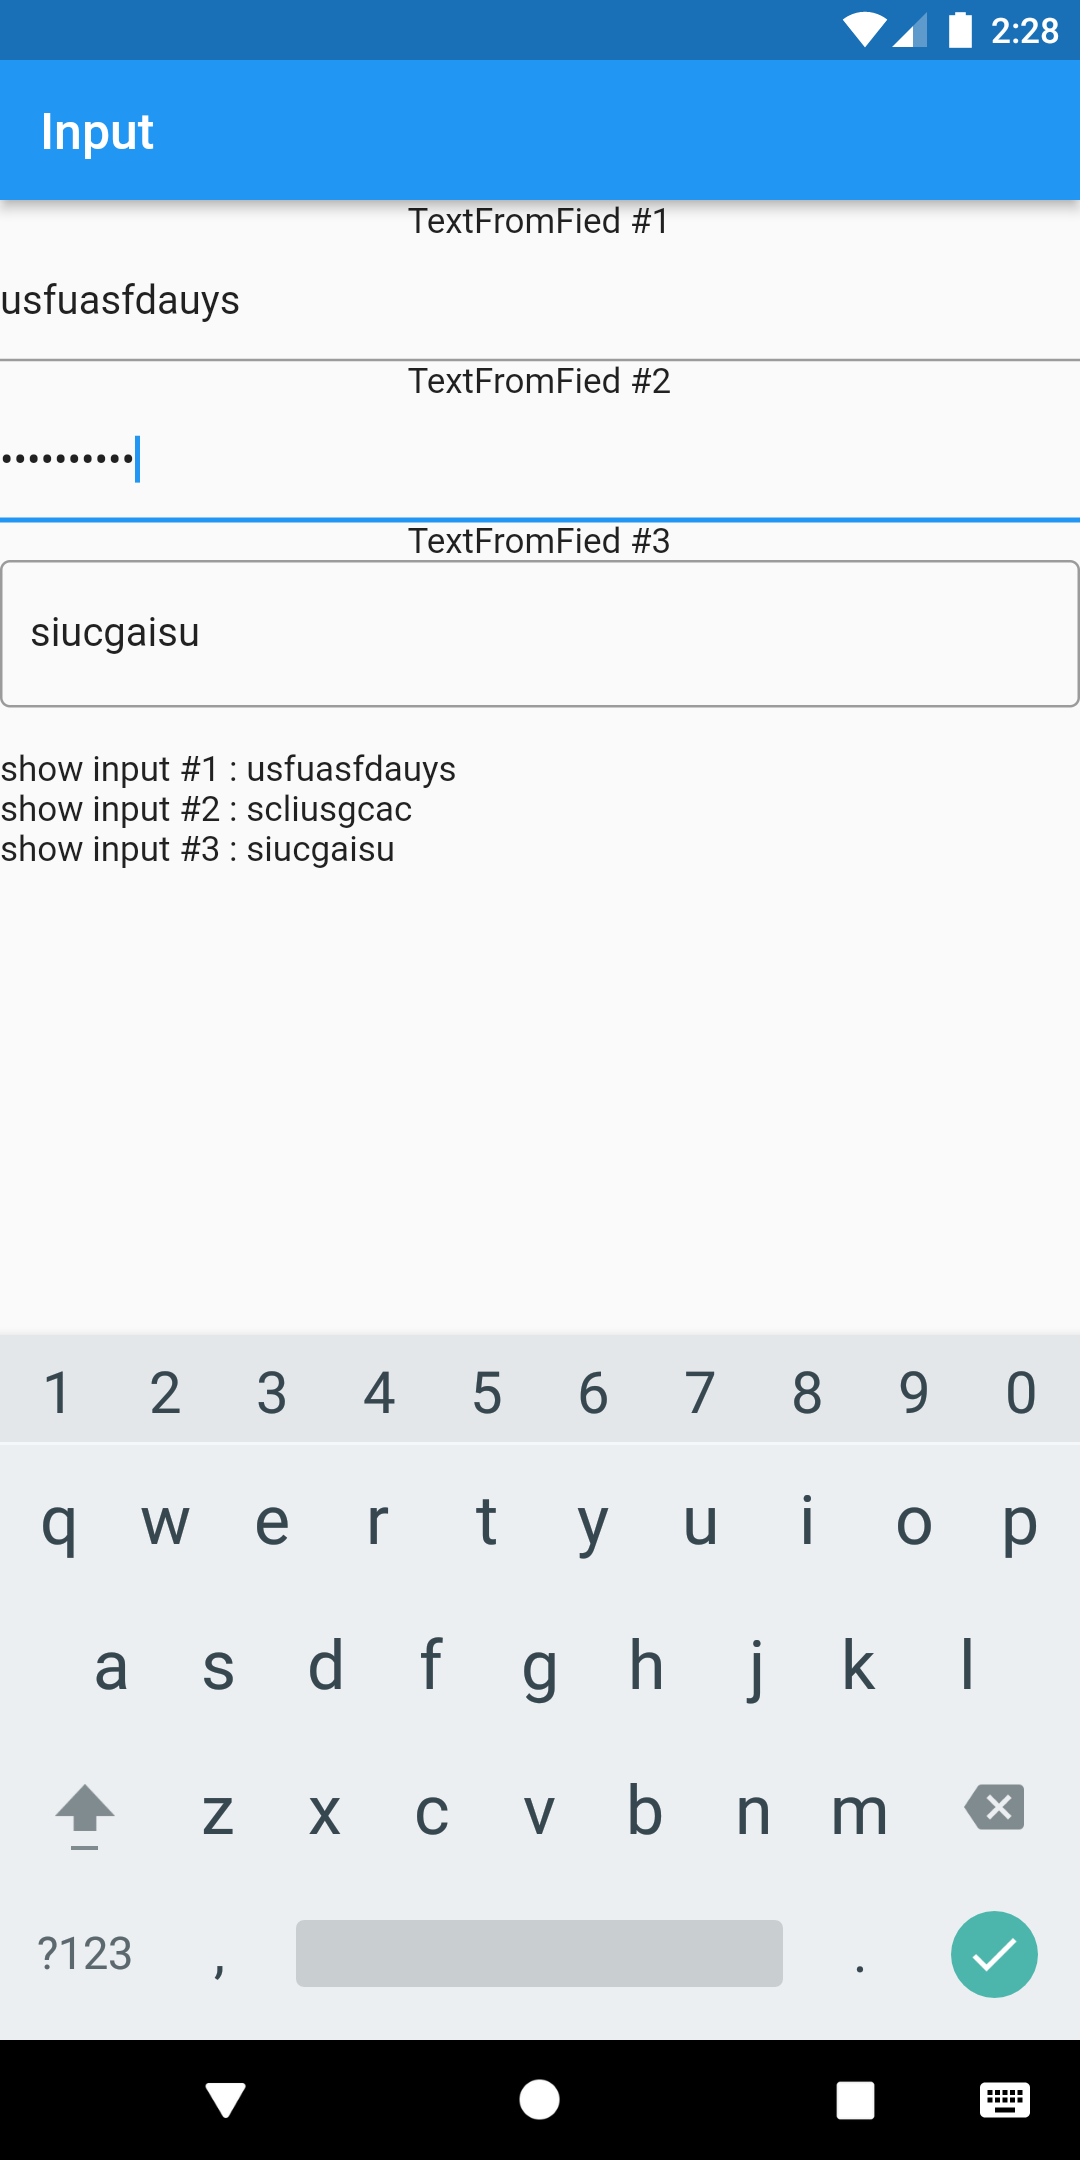 2:28
Input
TextFromFied #1
usfuasfdauys
TextFromFied #2
••••••••••
TextFromFied #3
siucgaisu
show input #1 : usfuasfdauys
show input #2 : scliusgcac
show input #3 : siucgaisu
1 2 3 4 5 6 7 8 9 0
q w e r t y u i o p
a s d f g h j k l
z x c v b n m
?123 , .